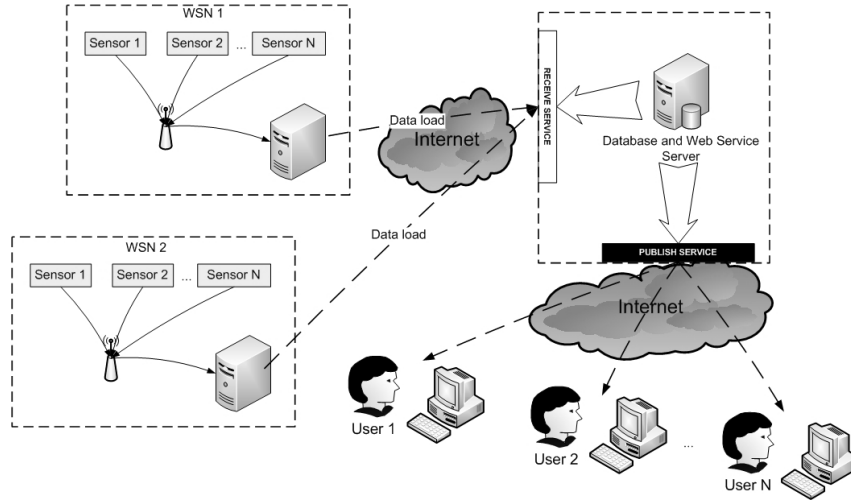 WSN 1
Sensor 1
Sensor 2
...
Sensor N
Data load
Internet
RECEIVE SERVICE
Database and Web Service
Server
PUBLISH SERVICE
WSN 2
Sensor 1
Sensor 2
...
Sensor N
Data load
Internet
User 1
User 2
...
User N